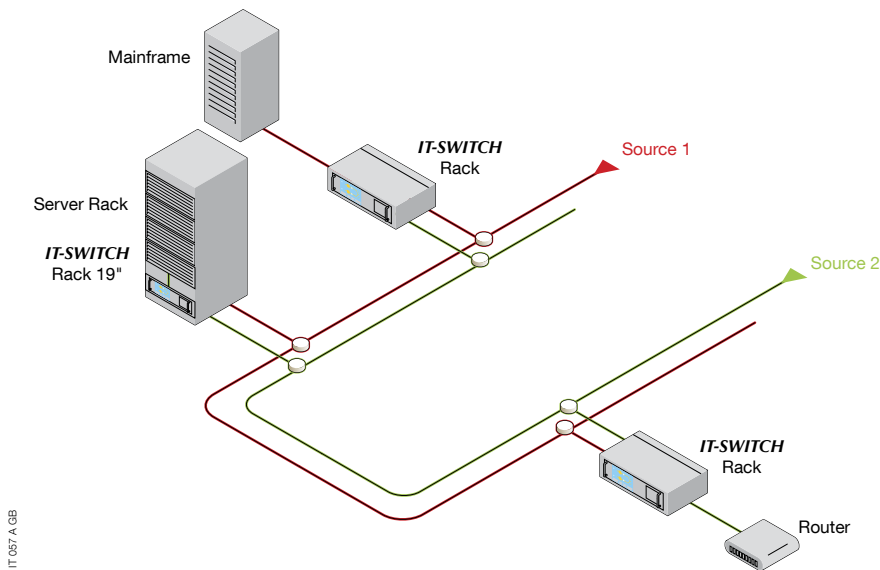 Mainframe
IT-SWITCH
Rack
Source 1
Server Rack
IT-SWITCH
Rack 19"
Source 2
IT-SWITCH
Rack
Router
IT 057 A GB